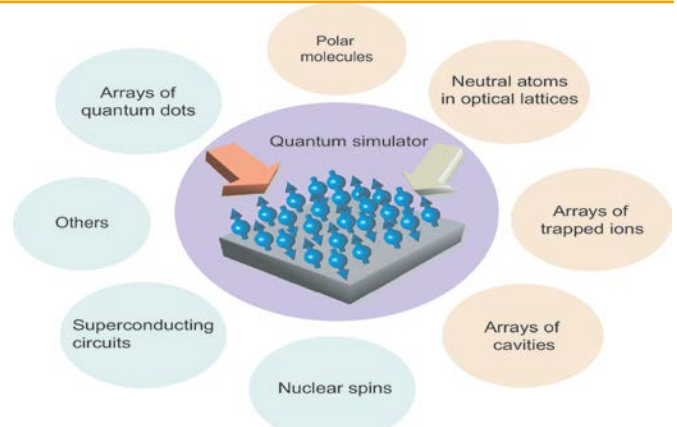 Polar
molecules
Arrays of
quantum dots
Neutral atoms
in optical lattices
Quantum simulator
Others
Arrays of
trapped ions
Superconducting
circuits
Arrays of
cavities
Nuclear spins